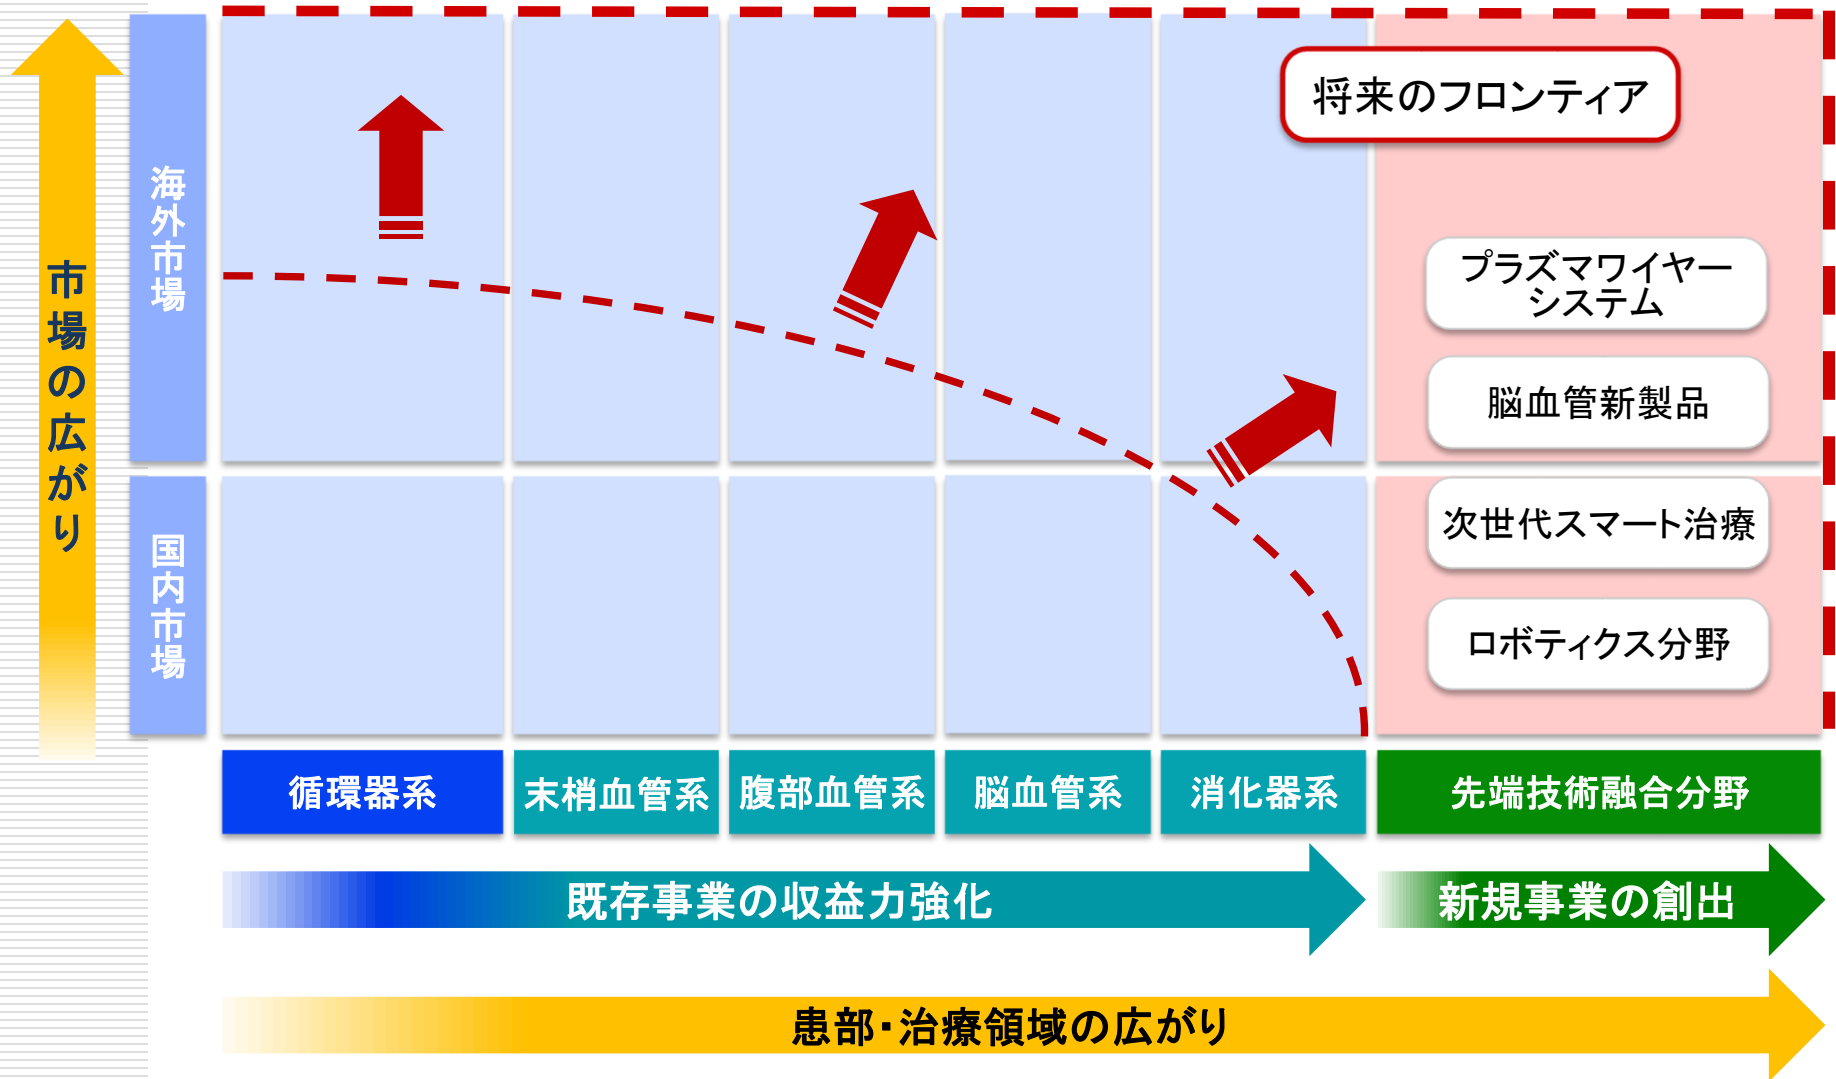 将来のフロンティア
市場の広がり
海外市場
国内市場
プラズマワイヤー
システム
脳血管新製品
次世代スマート治療
ロボティクス分野
循環器系
末梢血管系
腹部血管系
脳血管系
消化器系
先端技術融合分野
既存事業の収益力強化
新規事業の創出
患部・治療領域の広がり